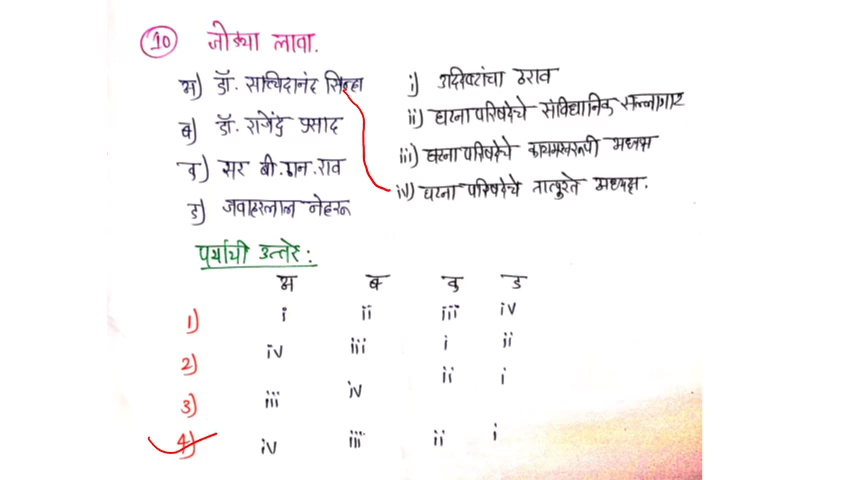 10 जोड्या लावा.
अ) डॉ. सच्चिदानंद सिन्हा i) उद्दिष्टांचा ठराव
ब) डॉ. राजेंद्र प्रसाद ii) घटना परिषदेचे संविधानिक सल्लागार
क) सर बी. एन. राव iii) घटना परिषदेचे कायमस्वरूपी अध्यक्ष
ड) जवाहरलाल नेहरू iv) घटना परिषदेचे तात्पुरते अध्यक्ष.
पर्यायी उत्तरे :
अ ब क ड
1) i ii iii iv
2) iv iii i ii
3) iii iv ii i
4) iv iii ii i